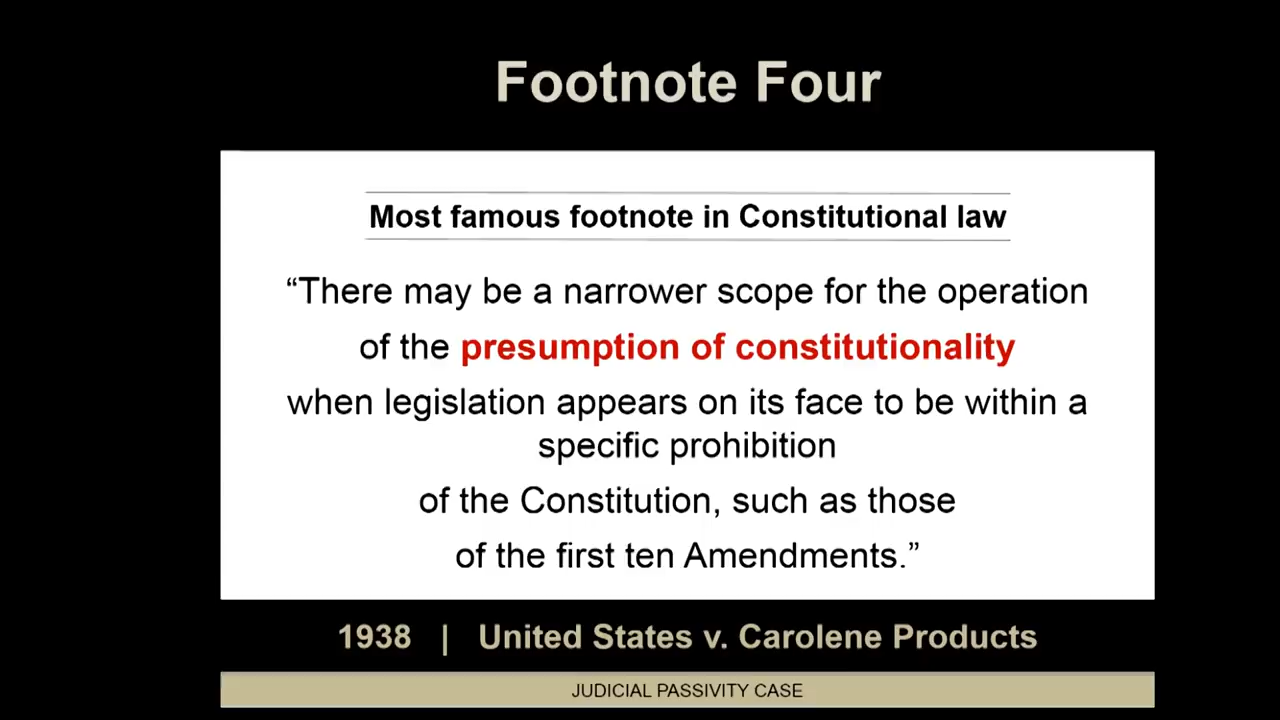 Footnote Four
Most famous footnote in Constitutional law
“There may be a narrower scope for the operation
of the presumption of constitutionality
when legislation appears on its face to be within a
specific prohibition
of the Constitution, such as those
of the first ten Amendments.”
1938 | United States v. Carolene Products
JUDICIAL PASSIVITY CASE